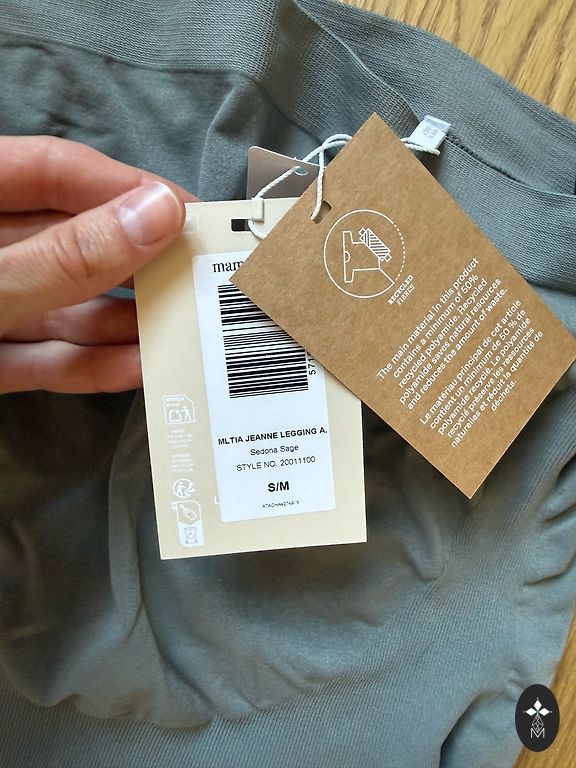 mam
571
MLTIA JEANNE LEGGING A.
Sedona Sage
STYLE NO. 20011100
S/M
RECYCLED
FIBRES
The main material in this product
contains a minimum of 50%
recycled polyamide. Recycled
polyamide saves natural resources
and reduces the amount of waste.
Le matériau principal de cet article
contient un minimum de 50 % de
polyamide recyclé. Le polyamide
recyclé préserve les ressources
naturelles et réduit la quantité de
déchets.
M